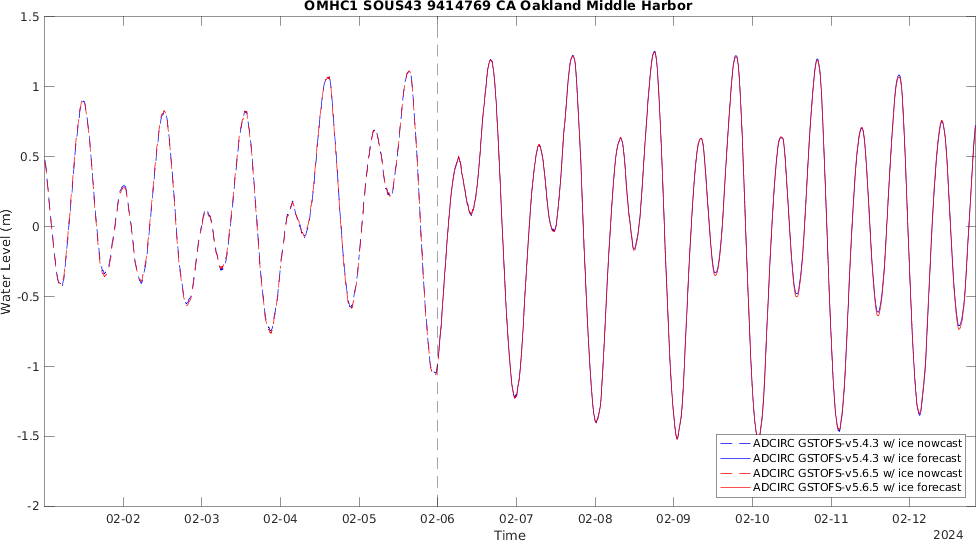 OMHC1 SOUS43 9414769 CA Oakland Middle Harbor
1.5
1
0.5
0
-0.5
-1
-1.5
-2
Water Level (m)
ADCIRC GSTOFS-v5.4.3 w/ ice nowcast
ADCIRC GSTOFS-v5.4.3 w/ ice forecast
ADCIRC GSTOFS-v5.6.5 w/ ice nowcast
ADCIRC GSTOFS-v5.6.5 w/ ice forecast
02-02 02-03 02-04 02-05 02-06 02-07 02-08 02-09 02-10 02-11 02-12
Time
2024